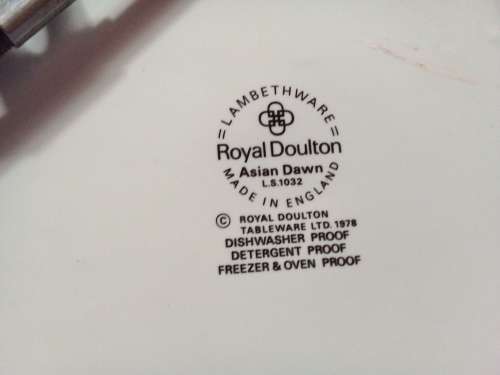 =LAMBETHWARE=
Royal Doulton
Asian Dawn
L.S.1032
MADE IN ENGLAND
© ROYAL DOULTON
TABLEWARE LTD. 1978
DISHWASHER PROOF
DETERGENT PROOF
FREEZER & OVEN PROOF